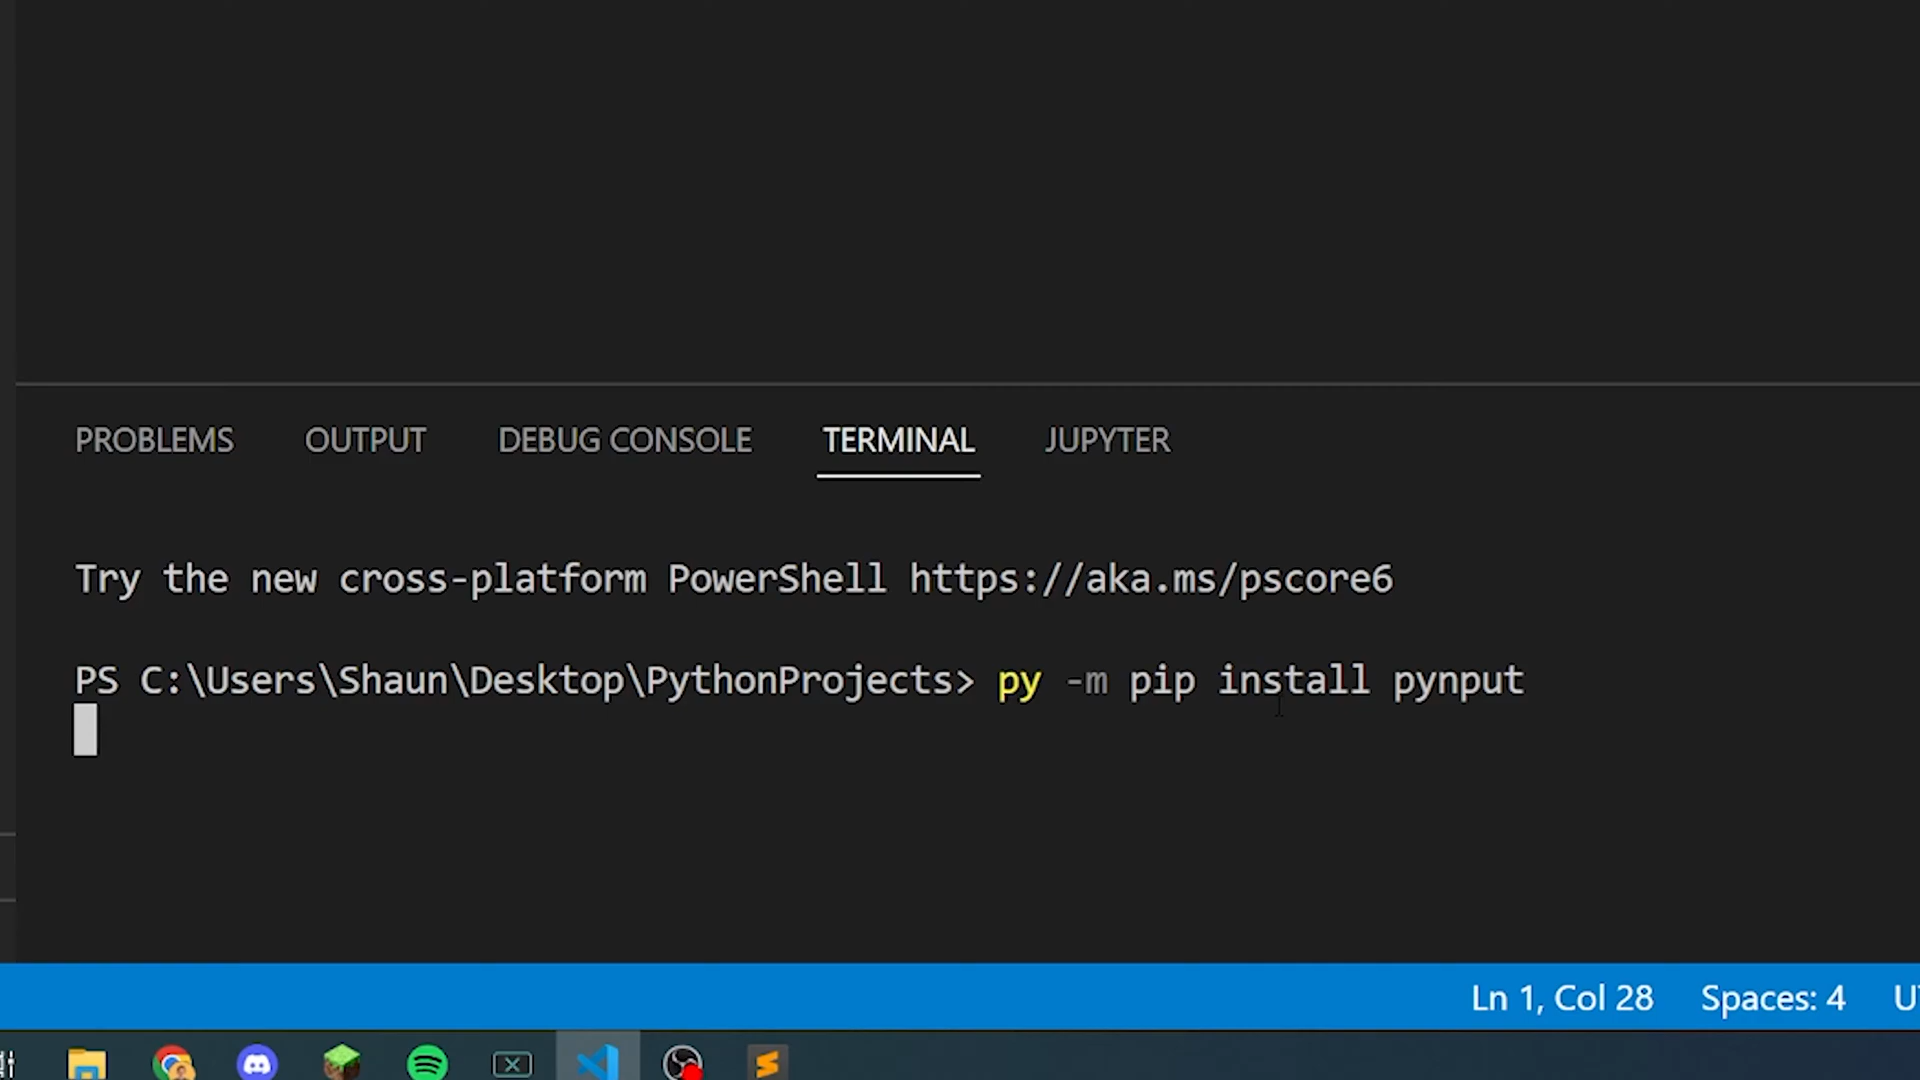 PROBLEMS OUTPUT DEBUG CONSOLE TERMINAL JUPYTER
Try the new cross-platform PowerShell https://aka.ms/pscore6
PS C:\Users\Shaun\Desktop\PythonProjects> py -m pip install pynput
Ln 1, Col 28 Spaces: 4